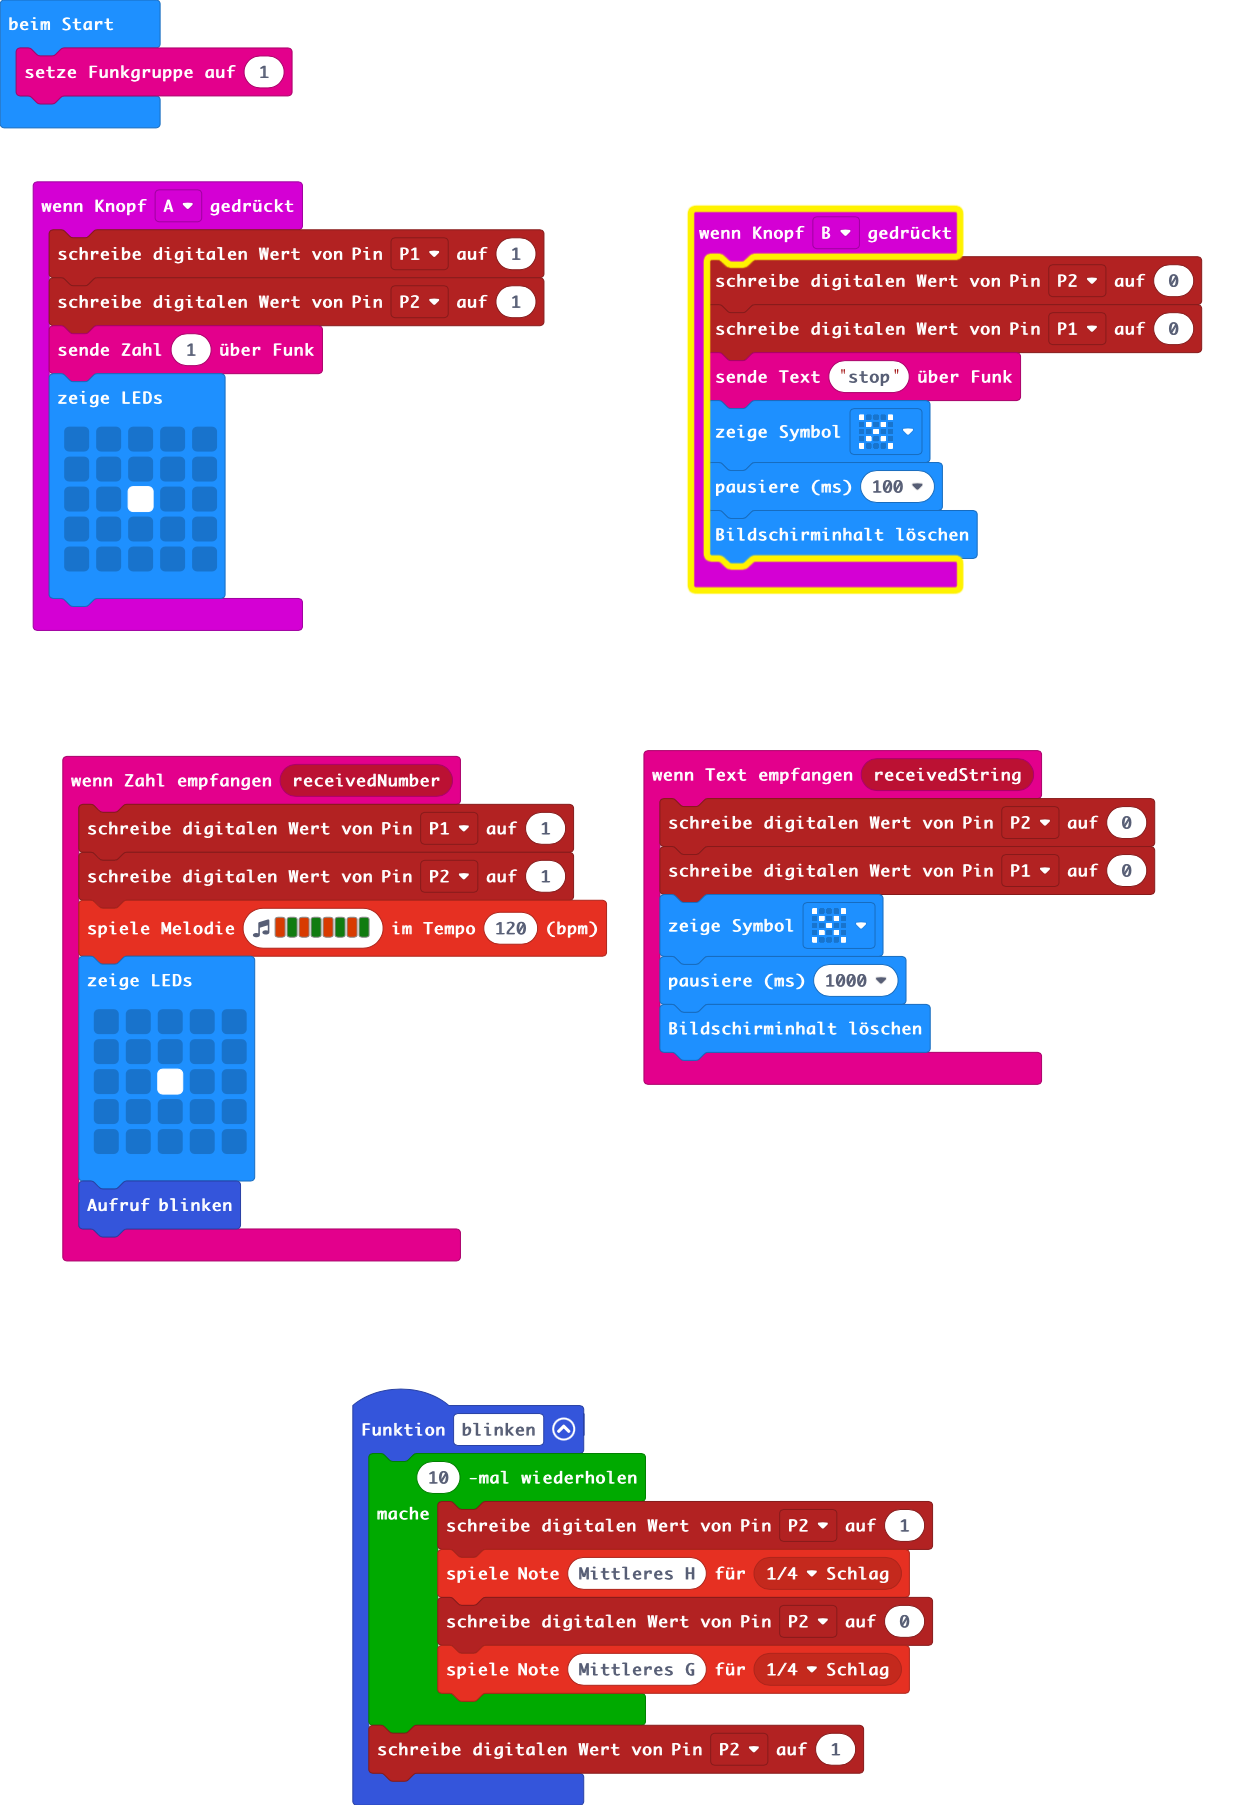 beim Start
setze Funkgruppe auf 1
wenn Knopf A gedrückt
schreibe digitalen Wert von Pin P1 auf 1
schreibe digitalen Wert von Pin P2 auf 1
sende Zahl 1 über Funk
zeige LEDs
wenn Knopf B gedrückt
schreibe digitalen Wert von Pin P2 auf 0
schreibe digitalen Wert von Pin P1 auf 0
sende Text "stop" über Funk
zeige Symbol
pausiere (ms) 100
Bildschirminhalt löschen
wenn Zahl empfangen receivedNumber
schreibe digitalen Wert von Pin P1 auf 1
schreibe digitalen Wert von Pin P2 auf 1
spiele Melodie im Tempo 120 (bpm)
zeige LEDs
Aufruf blinken
wenn Text empfangen receivedString
schreibe digitalen Wert von Pin P2 auf 0
schreibe digitalen Wert von Pin P1 auf 0
zeige Symbol
pausiere (ms) 1000
Bildschirminhalt löschen
Funktion blinken
10 -mal wiederholen
mache
schreibe digitalen Wert von Pin P2 auf 1
spiele Note Mittleres H für 1/4 Schlag
schreibe digitalen Wert von Pin P2 auf 0
spiele Note Mittleres G für 1/4 Schlag
schreibe digitalen Wert von Pin P2 auf 1